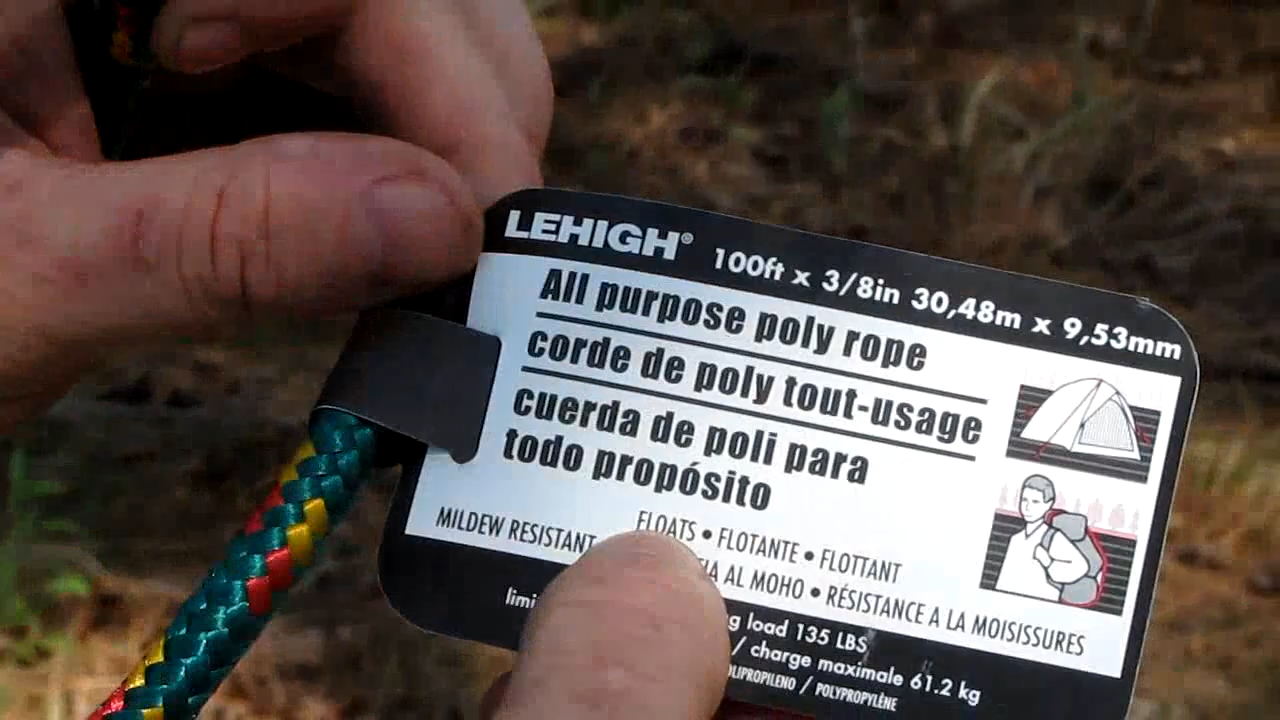 LEHIGH® 100ft x 3/8in 30,48m x 9,53mm
All purpose poly rope
corde de poly tout-usage
cuerda de poli para
todo propósito
FLOATS • FLOTANTE • FLOTTANT
MILDEW RESISTANT AL MOHO • RÉSISTANCE A LA MOISISSURES
load 135 LBS
/ charge maximale 61.2 kg
/ POLYPROPYLÈNE